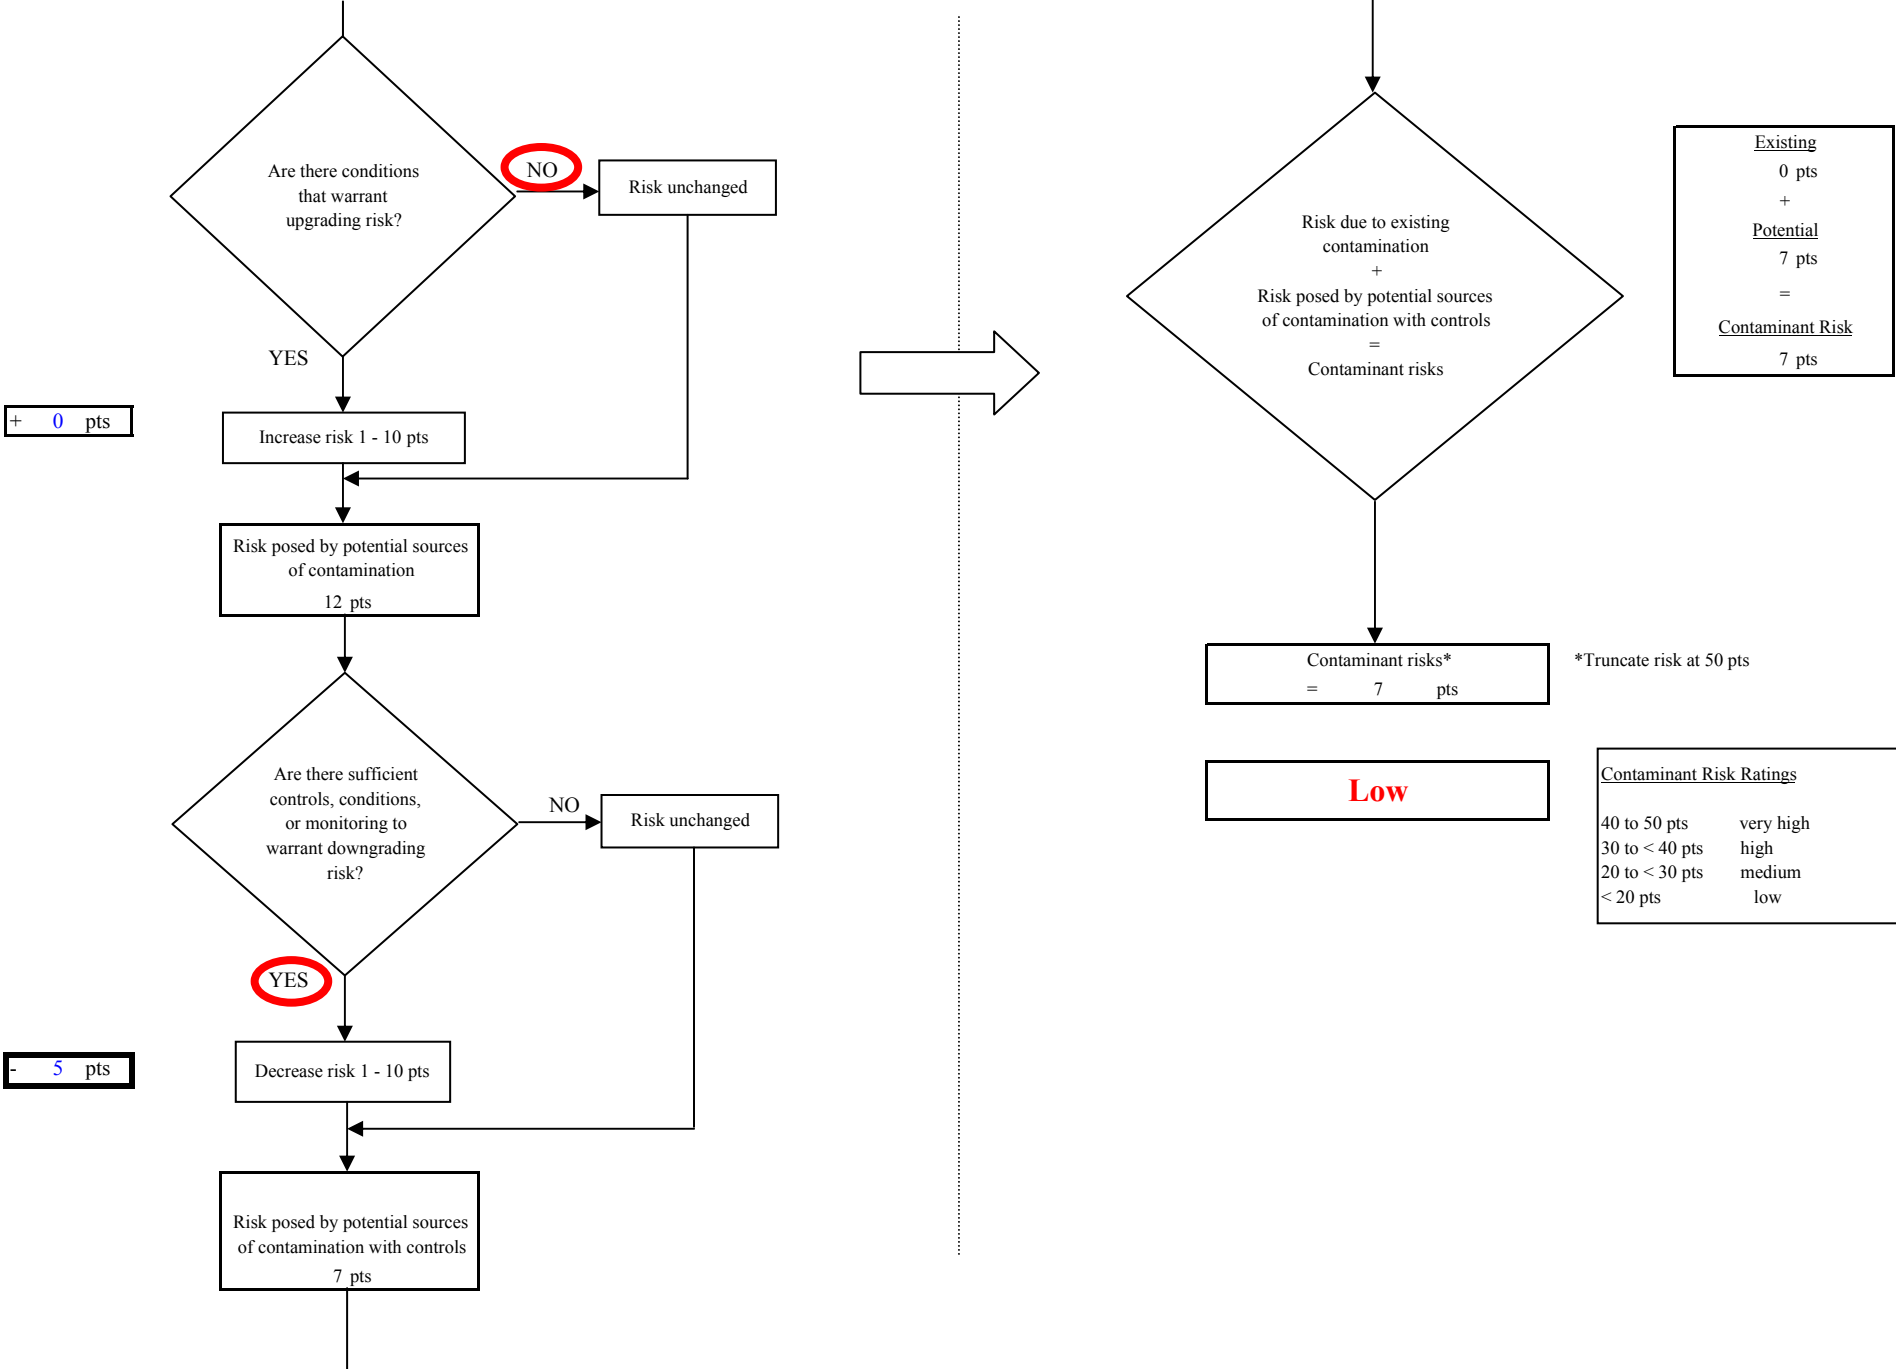 Are there conditions
that warrant
upgrading risk?
NO
Risk unchanged
YES
+ 0 pts
Increase risk 1 - 10 pts
Risk posed by potential sources
of contamination
12 pts
Are there sufficient
controls, conditions,
or monitoring to
warrant downgrading
risk?
NO
Risk unchanged
YES
- 5 pts
Decrease risk 1 - 10 pts
Risk posed by potential sources
of contamination with controls
7 pts
Risk due to existing
contamination
+
Risk posed by potential sources
of contamination with controls
=
Contaminant risks
Existing
0 pts
+
Potential
7 pts
=
Contaminant Risk
7 pts
Contaminant risks*
= 7 pts
*Truncate risk at 50 pts
Low
Contaminant Risk Ratings
40 to 50 pts very high
30 to < 40 pts high
20 to < 30 pts medium
< 20 pts low